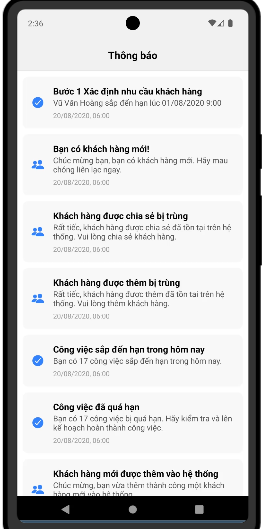 2:36
Thông báo
Bước 1 Xác định nhu cầu khách hàng
Vũ Văn Hoàng sắp đến hạn lúc 01/08/2020 9:00
20/08/2020, 06:00
Bạn có khách hàng mới!
Chúc mừng bạn, bạn có khách hàng mới. Hãy mau
chóng liên lạc ngay.
20/08/2020, 06:00
Khách hàng được chia sẻ bị trùng
Rất tiếc, khách hàng được chia sẻ đã tồn tại trên hệ
thống. Vui lòng chia sẻ khách hàng.
20/08/2020, 06:00
Khách hàng được thêm bị trùng
Rất tiếc, khách hàng được thêm đã tồn tại trên hệ
thống. Vui lòng thêm khách hàng.
20/08/2020, 06:00
Công việc sắp đến hạn trong hôm nay
Bạn có 17 công việc sắp đến hạn trong hôm nay.
20/08/2020, 06:00
Công việc đã quá hạn
Bạn có 17 công việc bị quá hạn. Hãy kiểm tra và lên
kế hoạch hoàn thành công việc.
20/08/2020, 06:00
Khách hàng mới được thêm vào hệ thống
Chúc mừng, bạn vừa thêm thành công một khách
hàng mới vào hệ thống